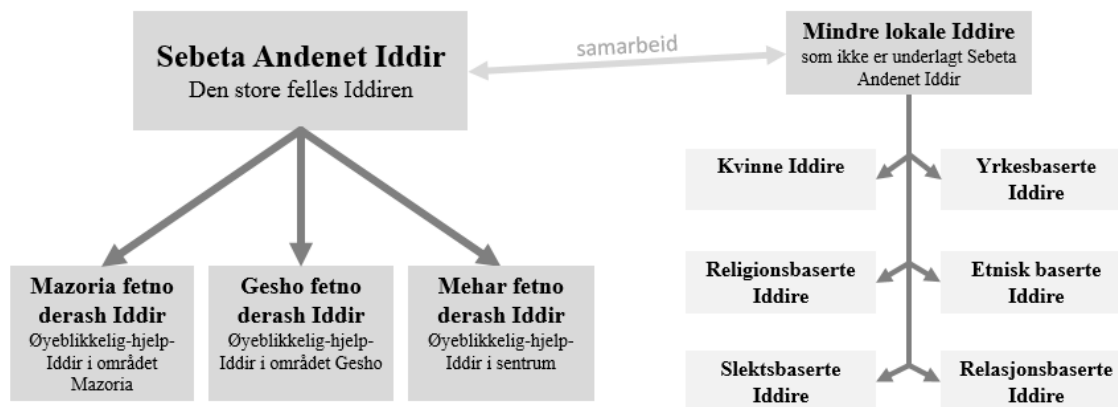 Sebeta Andenet Iddir
Den store felles Iddiren
samarbeid
Mindre lokale Iddire
som ikke er underlagt Sebeta
Andenet Iddir
Kvinne Iddire
Yrkesbaserte
Iddire
Religionsbaserte
Iddire
Etnisk baserte
Iddire
Slektsbaserte
Iddire
Relasjonsbaserte
Iddire
Mazoria fetno
derash Iddir
Øyeblikkelig-hjelp-
Iddir i området
Mazoria
Gesho fetno
derash Iddir
Øyeblikkelig-hjelp-
Iddir i området Gesho
Mehar fetno
derash Iddir
Øyeblikkelig-hjelp-
Iddir i sentrum